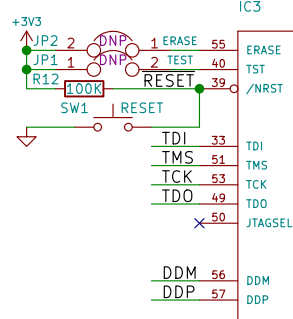 IC3
+3V3
JP2 2 DNP 1 ERASE 55 ERASE
JP1 1 DNP 2 TEST 40 TST
R12 100K RESET 39 /NRST
SW1 RESET
TDI 33 TDI
TMS 51 TMS
TCK 53 TCK
TDO 49 TDO
50 JTAGSEL
DDM 56 DDM
DDP 57 DDP